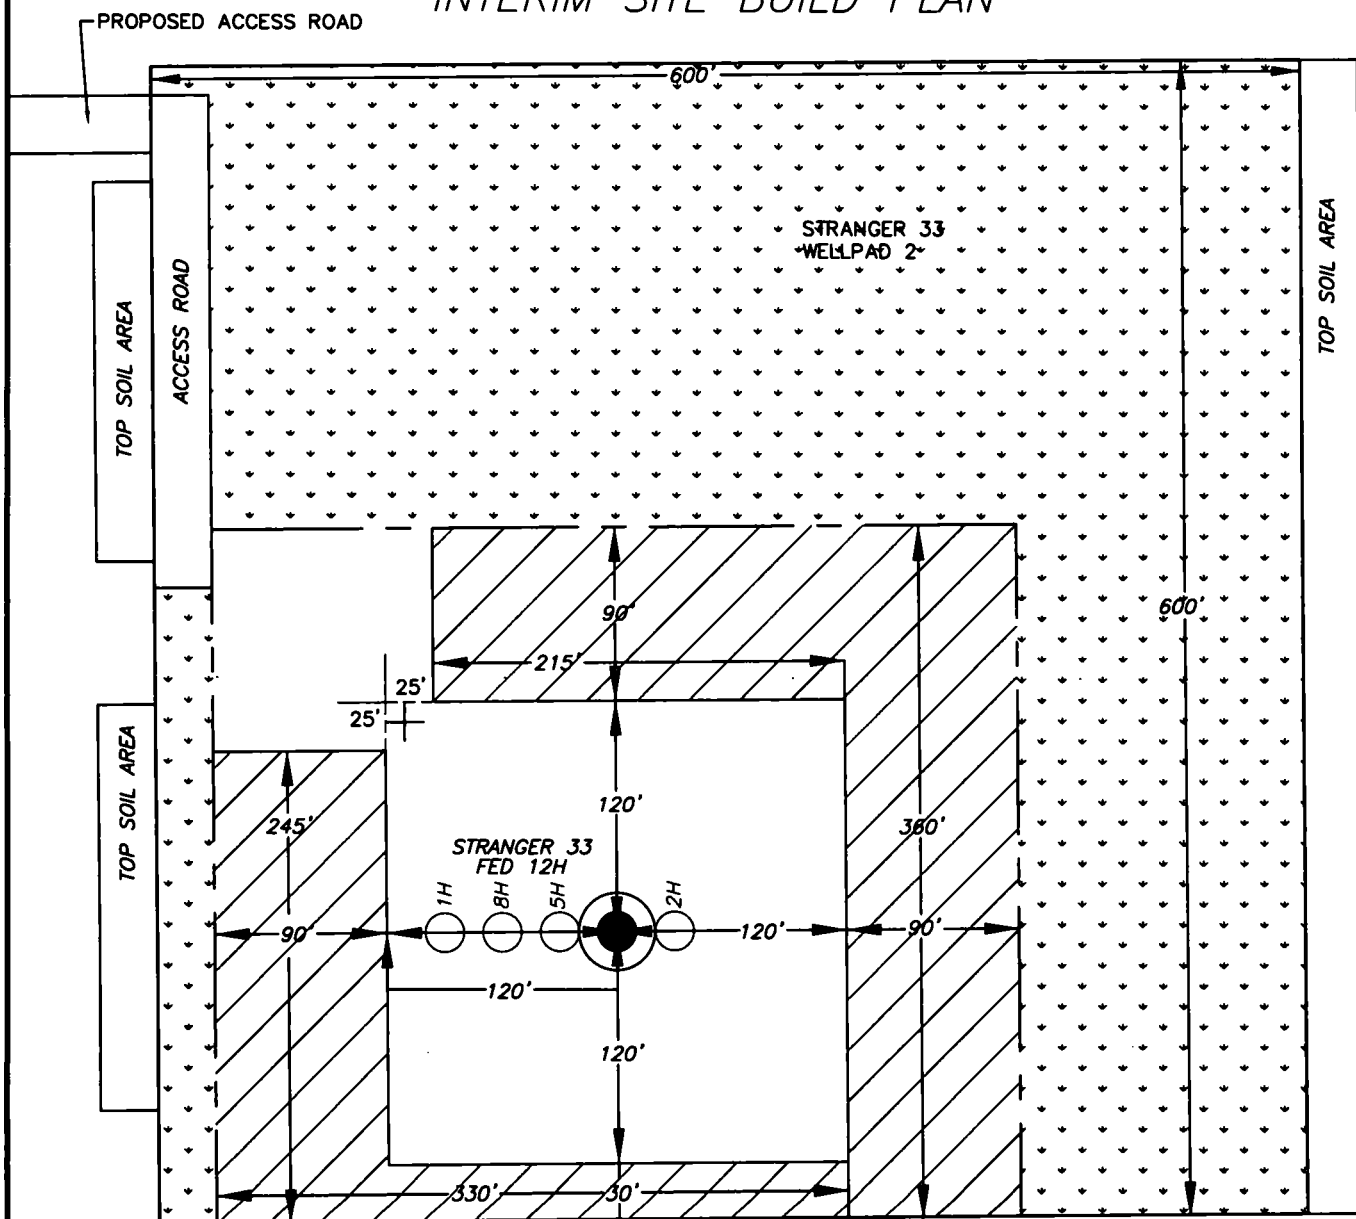 INTERIM SITE BUILD PLAN
PROPOSED ACCESS ROAD
600'
STRANGER 33
WELLPAD 2
TOP SOIL AREA
ACCESS ROAD
TOP SOIL AREA
600'
90'
215'
25'
25'
TOP SOIL AREA
245'
120'
360'
STRANGER 33
FED 12H
1H
8H
5H
2H
90'
120'
90'
120'
120'
330'
30'